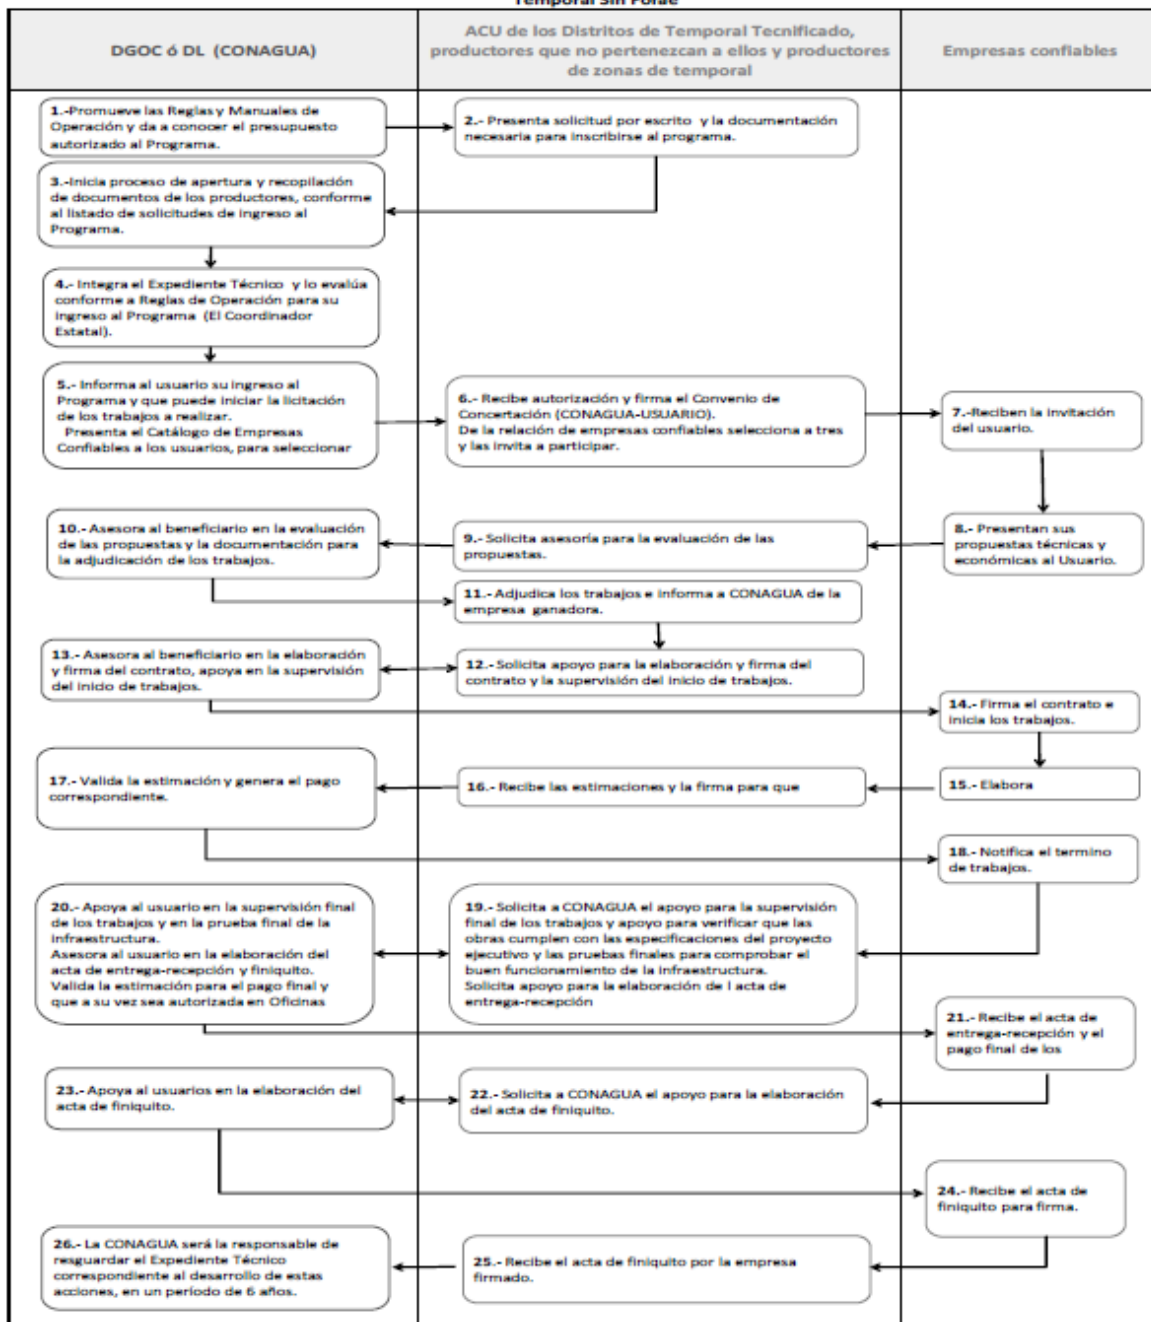 Temporal Sin Fofae
DGOC ó DL (CONAGUA)
ACU de los Distritos de Temporal Tecnificado,
productores que no pertenezcan a ellos y productores
de zonas de temporal
Empresas confiables
1.-Promueve las Reglas y Manuales de
Operación y da a conocer el presupuesto
autorizado al Programa.
2.- Presenta solicitud por escrito y la documentación
necesaria para inscribirse al programa.
3.-Inicia proceso de apertura y recopilación
de documentos de los productores, conforme
al listado de solicitudes de ingreso al
Programa.
4.- Integra el Expediente Técnico y lo evalúa
conforme a Reglas de Operación para su
ingreso al Programa (El Coordinador
Estatal).
5.- Informa al usuario su ingreso al
Programa y que puede iniciar la licitación
de los trabajos a realizar.
Presenta el Catálogo de Empresas
Confiables a los usuarios, para seleccionar
6.- Recibe autorización y firma el Convenio de
Concertación (CONAGUA-USUARIO).
De la relación de empresas confiables selecciona a tres
y las invita a participar.
7.-Reciben la invitación
del usuario.
8.- Presentan sus
propuestas técnicas y
económicas al Usuario.
9.- Solicita asesoría para la evaluación de las
propuestas.
10.- Asesora al beneficiario en la evaluación
de las propuestas y la documentación para
la adjudicación de los trabajos.
11.- Adjudica los trabajos e informa a CONAGUA de la
empresa ganadora.
12.- Solicita apoyo para la elaboración y firma del
contrato y la supervisión del inicio de trabajos.
13.- Asesora al beneficiario en la elaboración
y firma del contrato, apoya en la supervisión
del inicio de trabajos.
14.- Firma el contrato e
inicia los trabajos.
15.- Elabora
16.- Recibe las estimaciones y la firma para que
17.- Valida la estimación y genera el pago
correspondiente.
18.- Notifica el termino
de trabajos.
19.- Solicita a CONAGUA el apoyo para la supervisión
final de los trabajos y apoyo para verificar que las
obras cumplen con las especificaciones del proyecto
ejecutivo y las pruebas finales para comprobar el
buen funcionamiento de la infraestructura.
Solicita apoyo para la elaboración de l acta de
entrega-recepción
20.- Apoya al usuario en la supervisión final
de los trabajos y en la prueba final de la
infraestructura.
Asesora al usuario en la elaboración del
acta de entrega-recepción y finiquito.
Valida la estimación para el pago final y
que a su vez sea autorizada en Oficinas
21.- Recibe el acta de
entrega-recepción y el
pago final de los
22.- Solicita a CONAGUA el apoyo para la elaboración
del acta de finiquito.
23.- Apoya al usuarios en la elaboración del
acta de finiquito.
24.- Recibe el acta de
finiquito para firma.
25.- Recibe el acta de finiquito por la empresa
firmado.
26.- La CONAGUA será la responsable de
resguardar el Expediente Técnico
correspondiente al desarrollo de estas
acciones, en un período de 6 años.